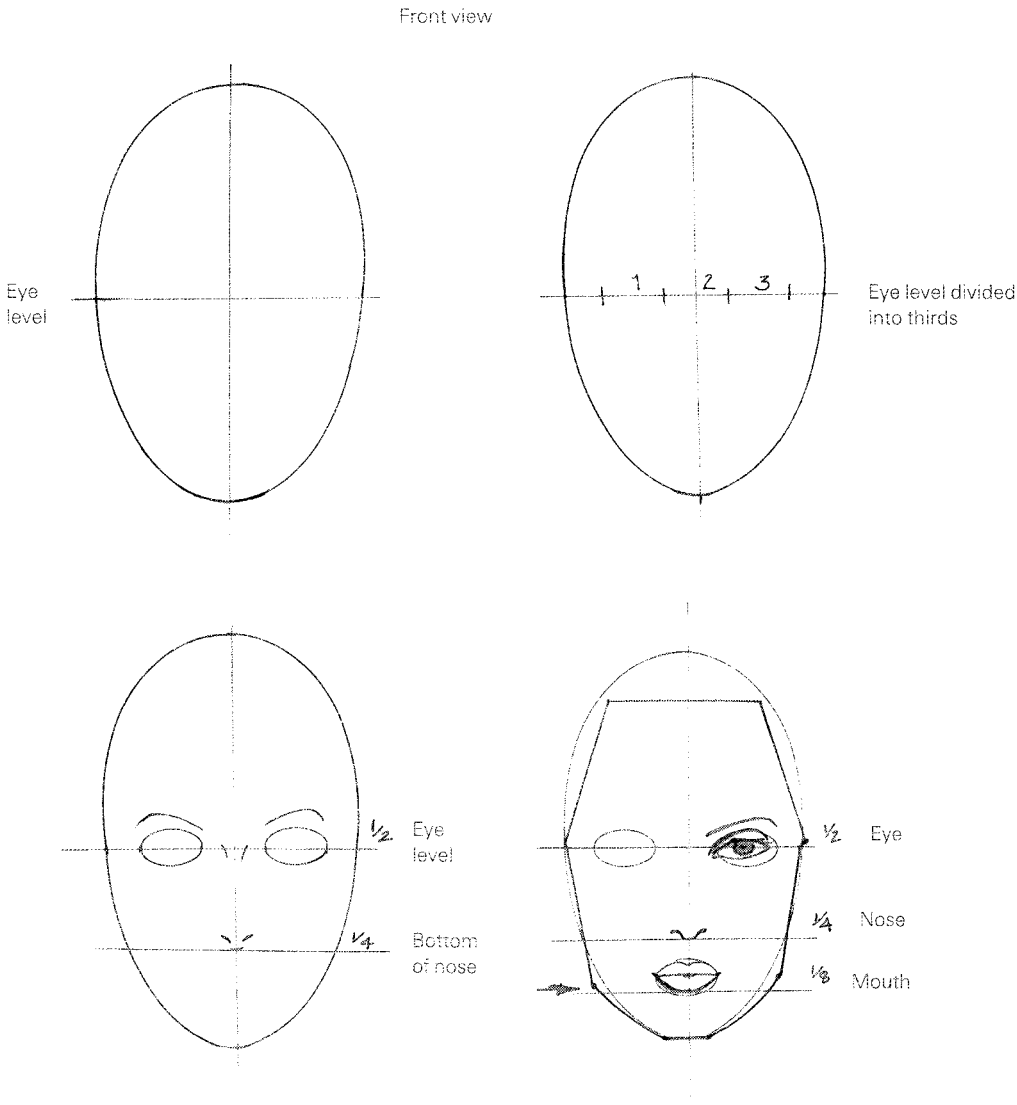 Front view
Eye
level
1 2 3
Eye level divided
into thirds
1/2 Eye
level
1/4 Bottom
of nose
1/2 Eye
1/4 Nose
1/8 Mouth